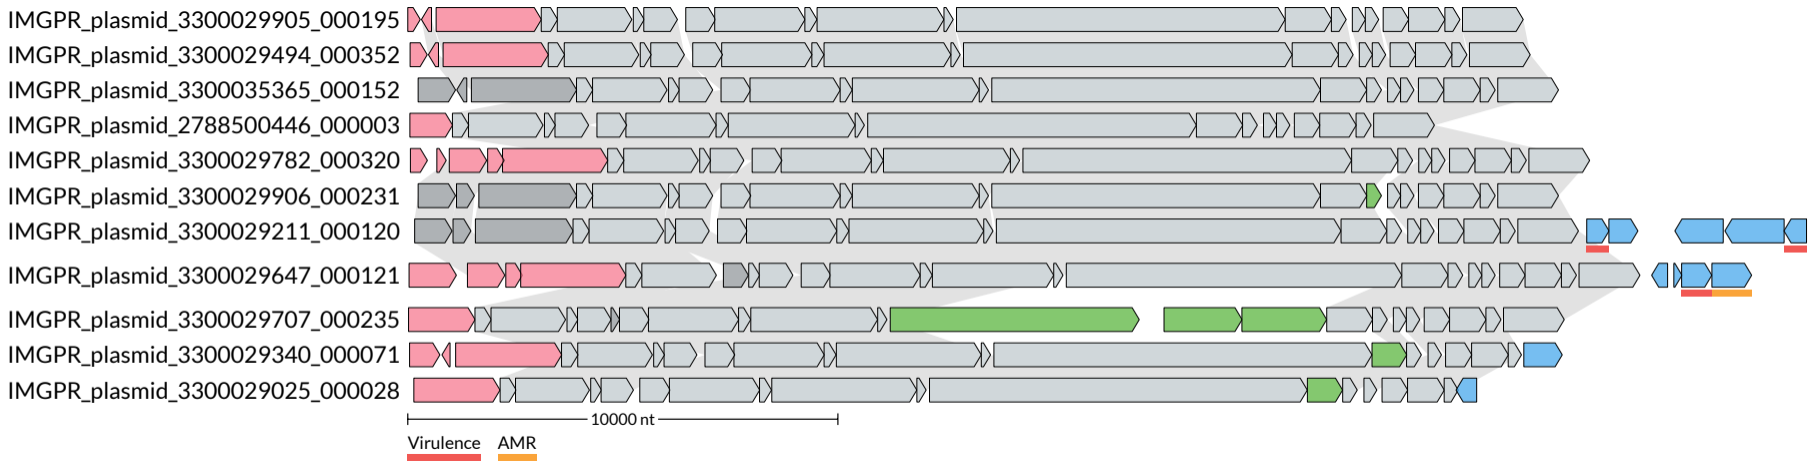 IMGPR_plasmid_3300029905_000195
IMGPR_plasmid_3300029494_000352
IMGPR_plasmid_3300035365_000152
IMGPR_plasmid_2788500446_000003
IMGPR_plasmid_3300029782_000320
IMGPR_plasmid_3300029906_000231
IMGPR_plasmid_3300029211_000120
IMGPR_plasmid_3300029647_000121
IMGPR_plasmid_3300029707_000235
IMGPR_plasmid_3300029340_000071
IMGPR_plasmid_3300029025_000028
10000 nt
Virulence AMR